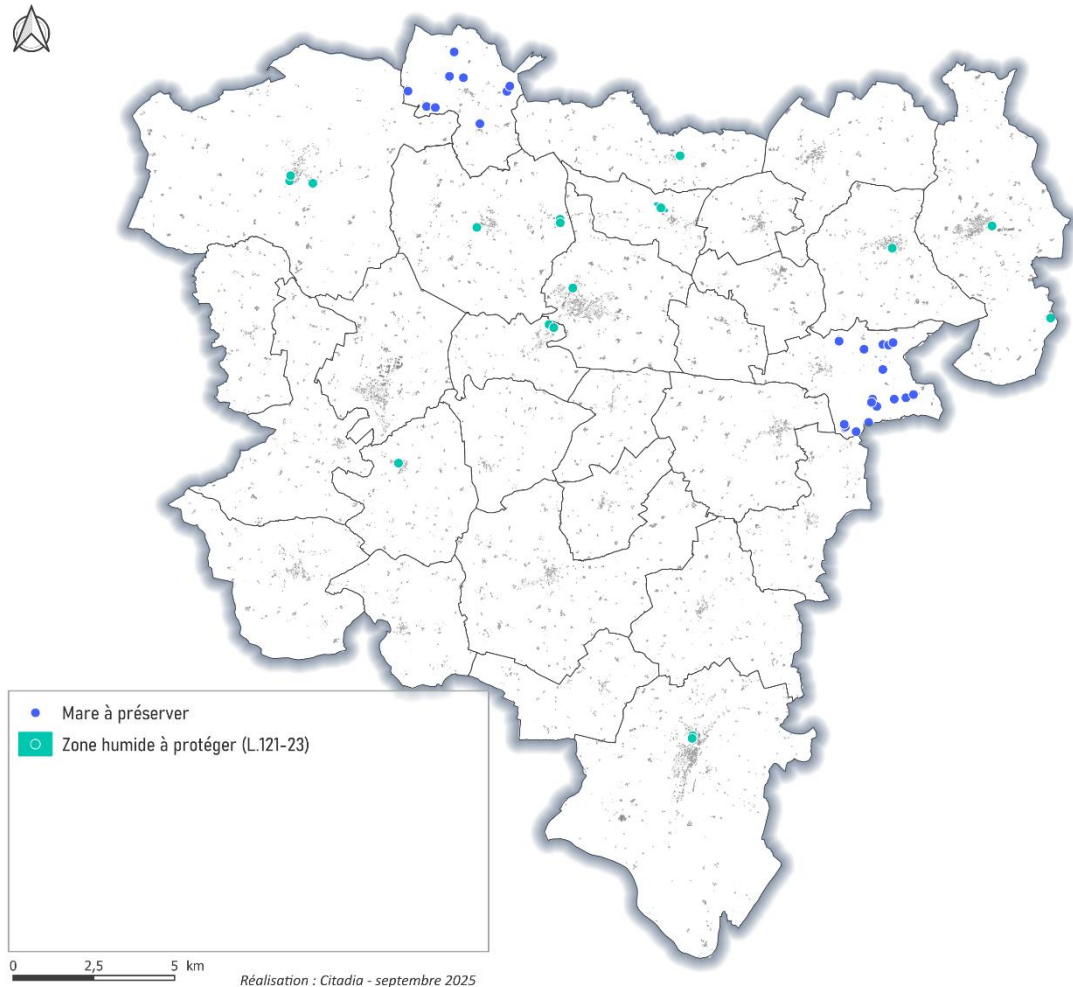 Mare à préserver
Zone humide à protéger (L.121-23)
0 2,5 5 km
Réalisation : Citadia - septembre 2025